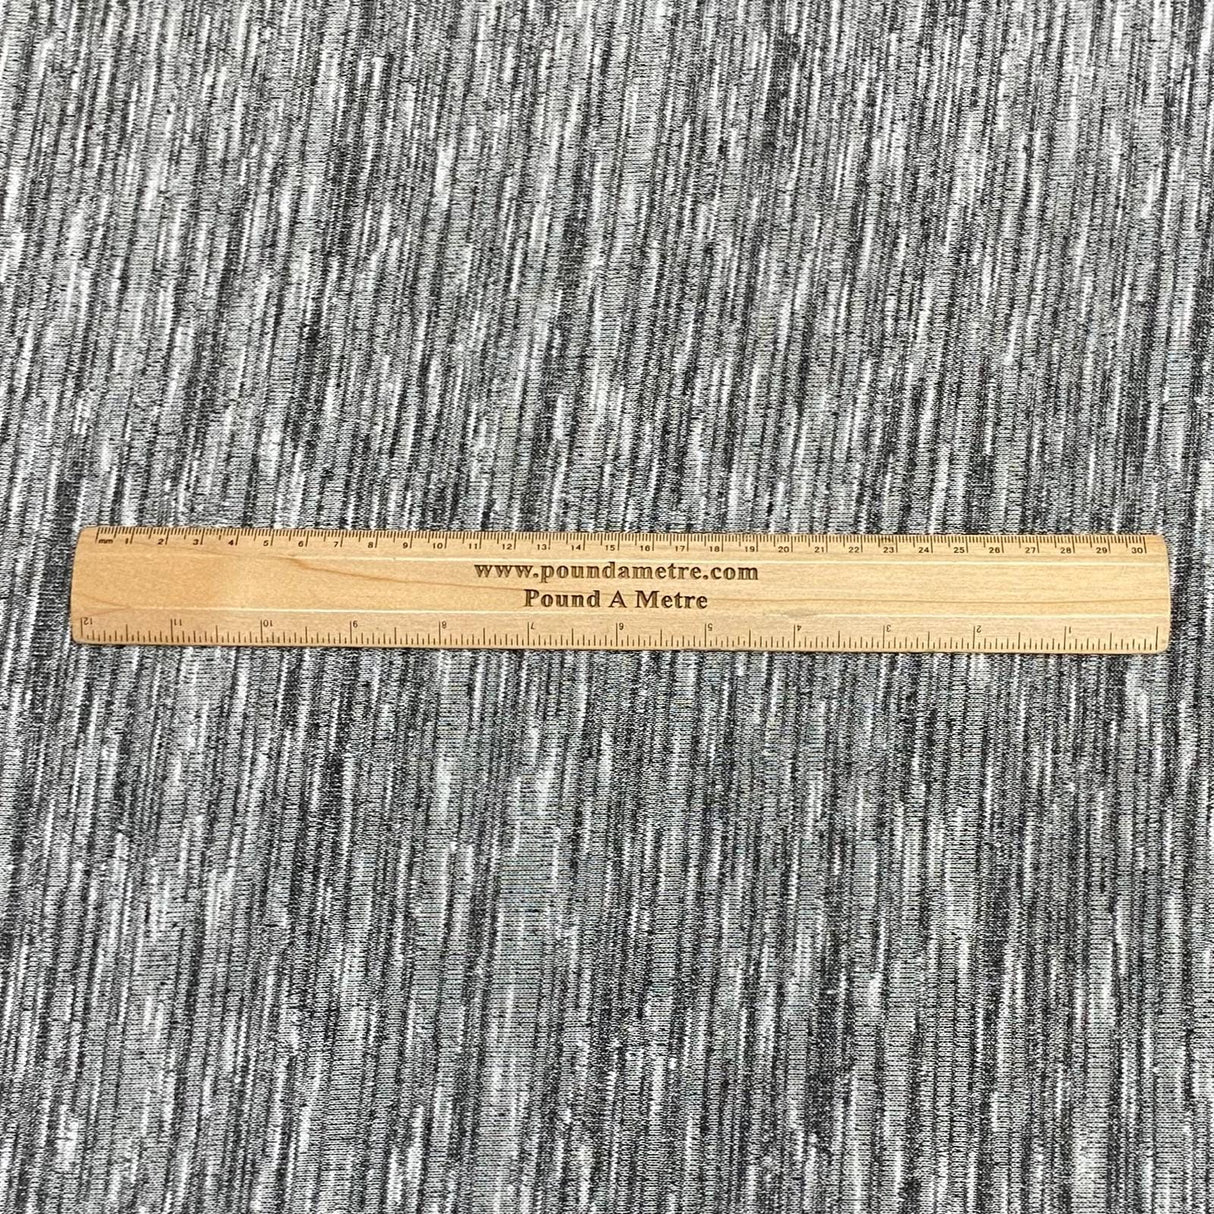 mm 1 2 3 4 5 6 7 8 9 10 11 12 13 14 15 16 17 18 19 20 21 22 23 24 25 26 27 28 29 30
www.poundametre.com
Pound A Metre
12 11 10 9 8 7 6 5 4 3 2 1